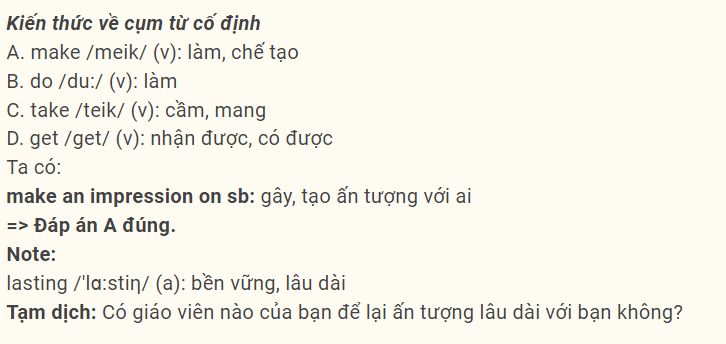 Kiến thức về cụm từ cố định
A. make /meik/ (v): làm, chế tạo
B. do /du:/ (v): làm
C. take /teik/ (v): cầm, mang
D. get /get/ (v): nhận được, có được
Ta có:
make an impression on sb: gây, tạo ấn tượng với ai
=> Đáp án A đúng.
Note:
lasting /'lɑ:stiη/ (a): bền vững, lâu dài
Tạm dịch: Có giáo viên nào của bạn để lại ấn tượng lâu dài với bạn không?